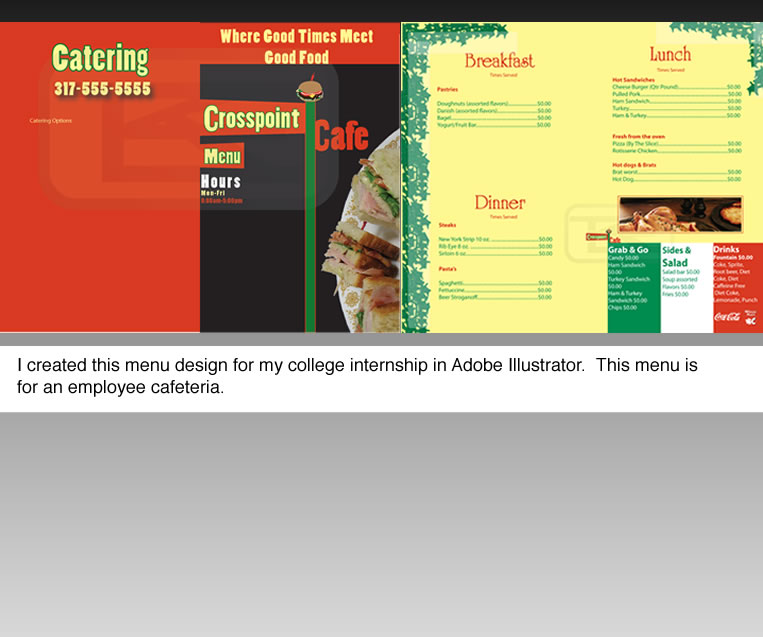 Catering
317-555-5555
Catering Options
Where Good Times Meet
Good Food
Crosspoint
Cafe
Menu
Hours
Mon-Fri
Breakfast
Times Served:
Pastries
Doughnuts (assorted flavors)...$0.00
Danish (assorted flavors)...$0.00
Bagel...$0.00
Yogurt/Fruit Bar...$0.00
Dinner
Times Served:
Steaks
New York Strip 10 oz. ...$0.00
Rib Eye 8 oz. ...$0.00
Sirloin 6 oz...$0.00
Pasta's
Spaghetti...$0.00
Fettuccine...$0.00
Beef Stroganoff...$0.00
Lunch
Times Served:
Hot Sandwiches
Cheese Burger (Qtr Pound)...$0.00
Pulled Pork...$0.00
Ham Sandwich...$0.00
Turkey...$0.00
Ham & Turkey...$0.00
Fresh from the oven
Pizza (By The Slice)...$0.00
Rotisserie Chicken...$0.00
Hot dogs & Brats
Brat worst...$0.00
Hot Dog...$0.00
Grab & Go
Candy $0.00
Ham Sandwich
$0.00
Turkey Sandwich
$0.00
Ham & Turkey
Sandwich $0.00
Chips $0.00
Sides &
Salad
Salad bar $0.00
Soup assorted
Flavors $0.00
Fries $0.00
Drinks
Fountain $0.00
Coke, Sprite,
Root beer, Diet
Coke, Diet
Caffeine Free
Diet Coke,
Lemonade, Punch
Coca-Cola
I created this menu design for my college internship in Adobe Illustrator. This menu is
for an employee cafeteria.